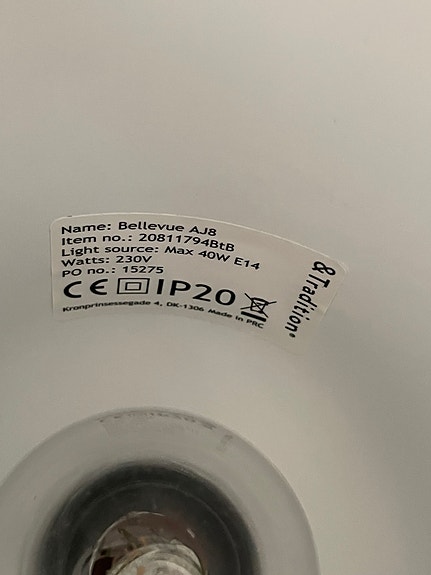 Name: Bellevue AJ8
Item no.: 20811794BtB
Light source: Max 40W E14
Watts: 230V
PO no.: 15275
CE IP20
Kronprinsessegade 4, DK-1306 Made in PRC
&Tradition®